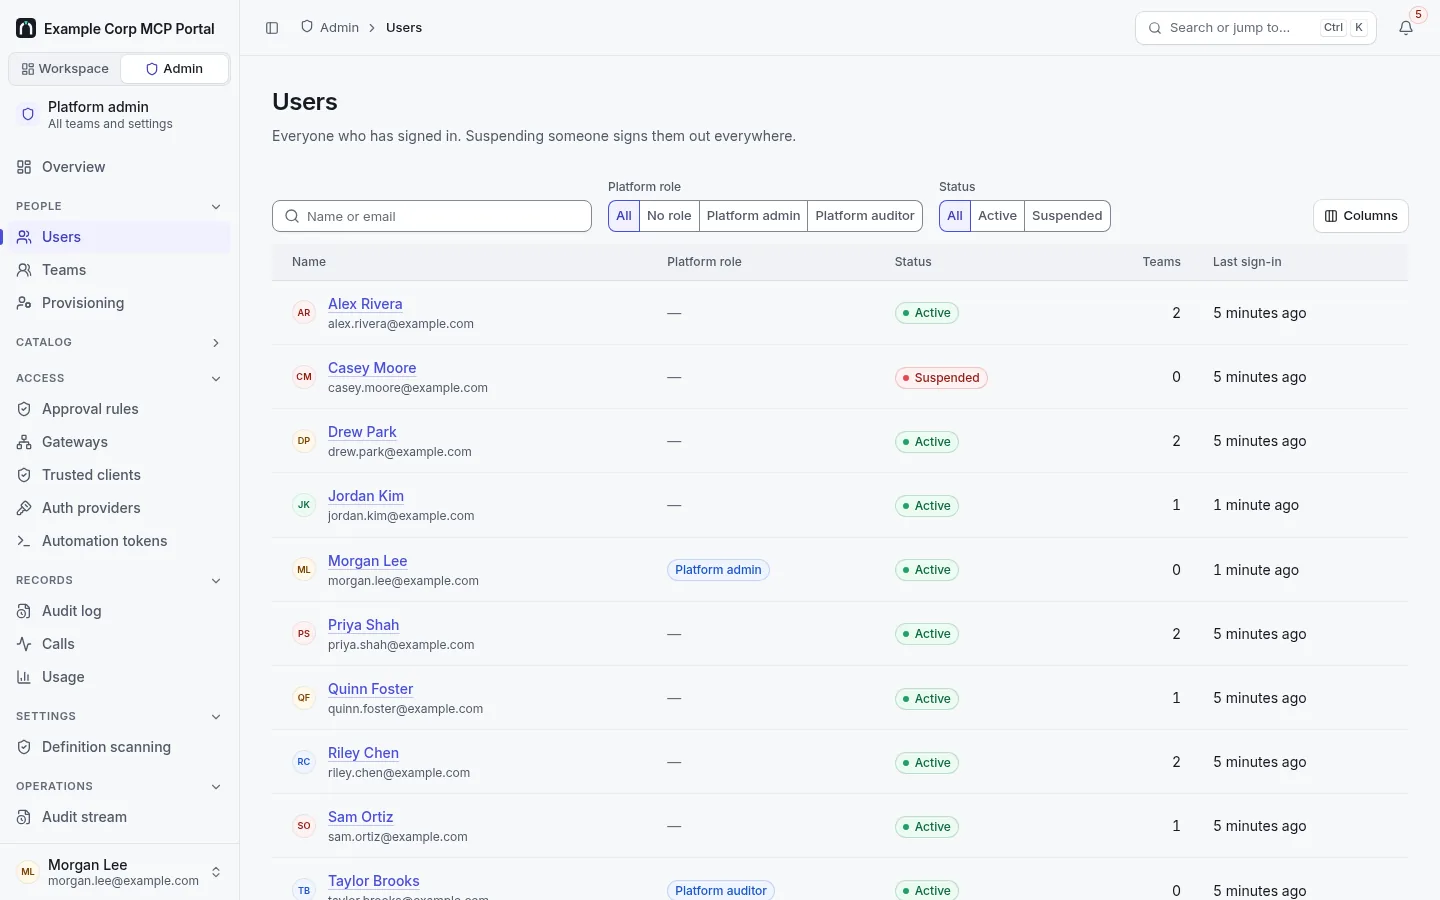 Example Corp MCP Portal
Workspace
Admin
Platform admin
All teams and settings
Overview
PEOPLE
Users
Teams
Provisioning
CATALOG
ACCESS
Approval rules
Gateways
Trusted clients
Auth providers
Automation tokens
RECORDS
Audit log
Calls
Usage
SETTINGS
Definition scanning
OPERATIONS
Audit stream
ML
Morgan Lee
morgan.lee@example.com
Admin > Users
Search or jump to...
Ctrl K
5
Users
Everyone who has signed in. Suspending someone signs them out everywhere.
Name or email
Platform role
All No role Platform admin Platform auditor
Status
All Active Suspended
Columns
Name Platform role Status Teams Last sign-in
AR Alex Rivera — Active 2 5 minutes ago
alex.rivera@example.com
CM Casey Moore — Suspended 0 5 minutes ago
casey.moore@example.com
DP Drew Park — Active 2 5 minutes ago
drew.park@example.com
JK Jordan Kim — Active 1 1 minute ago
jordan.kim@example.com
ML Morgan Lee Platform admin Active 0 1 minute ago
morgan.lee@example.com
PS Priya Shah — Active 2 5 minutes ago
priya.shah@example.com
QF Quinn Foster — Active 1 5 minutes ago
quinn.foster@example.com
RC Riley Chen — Active 2 5 minutes ago
riley.chen@example.com
SO Sam Ortiz — Active 1 5 minutes ago
sam.ortiz@example.com
TB Taylor Brooks Platform auditor Active 0 5 minutes ago